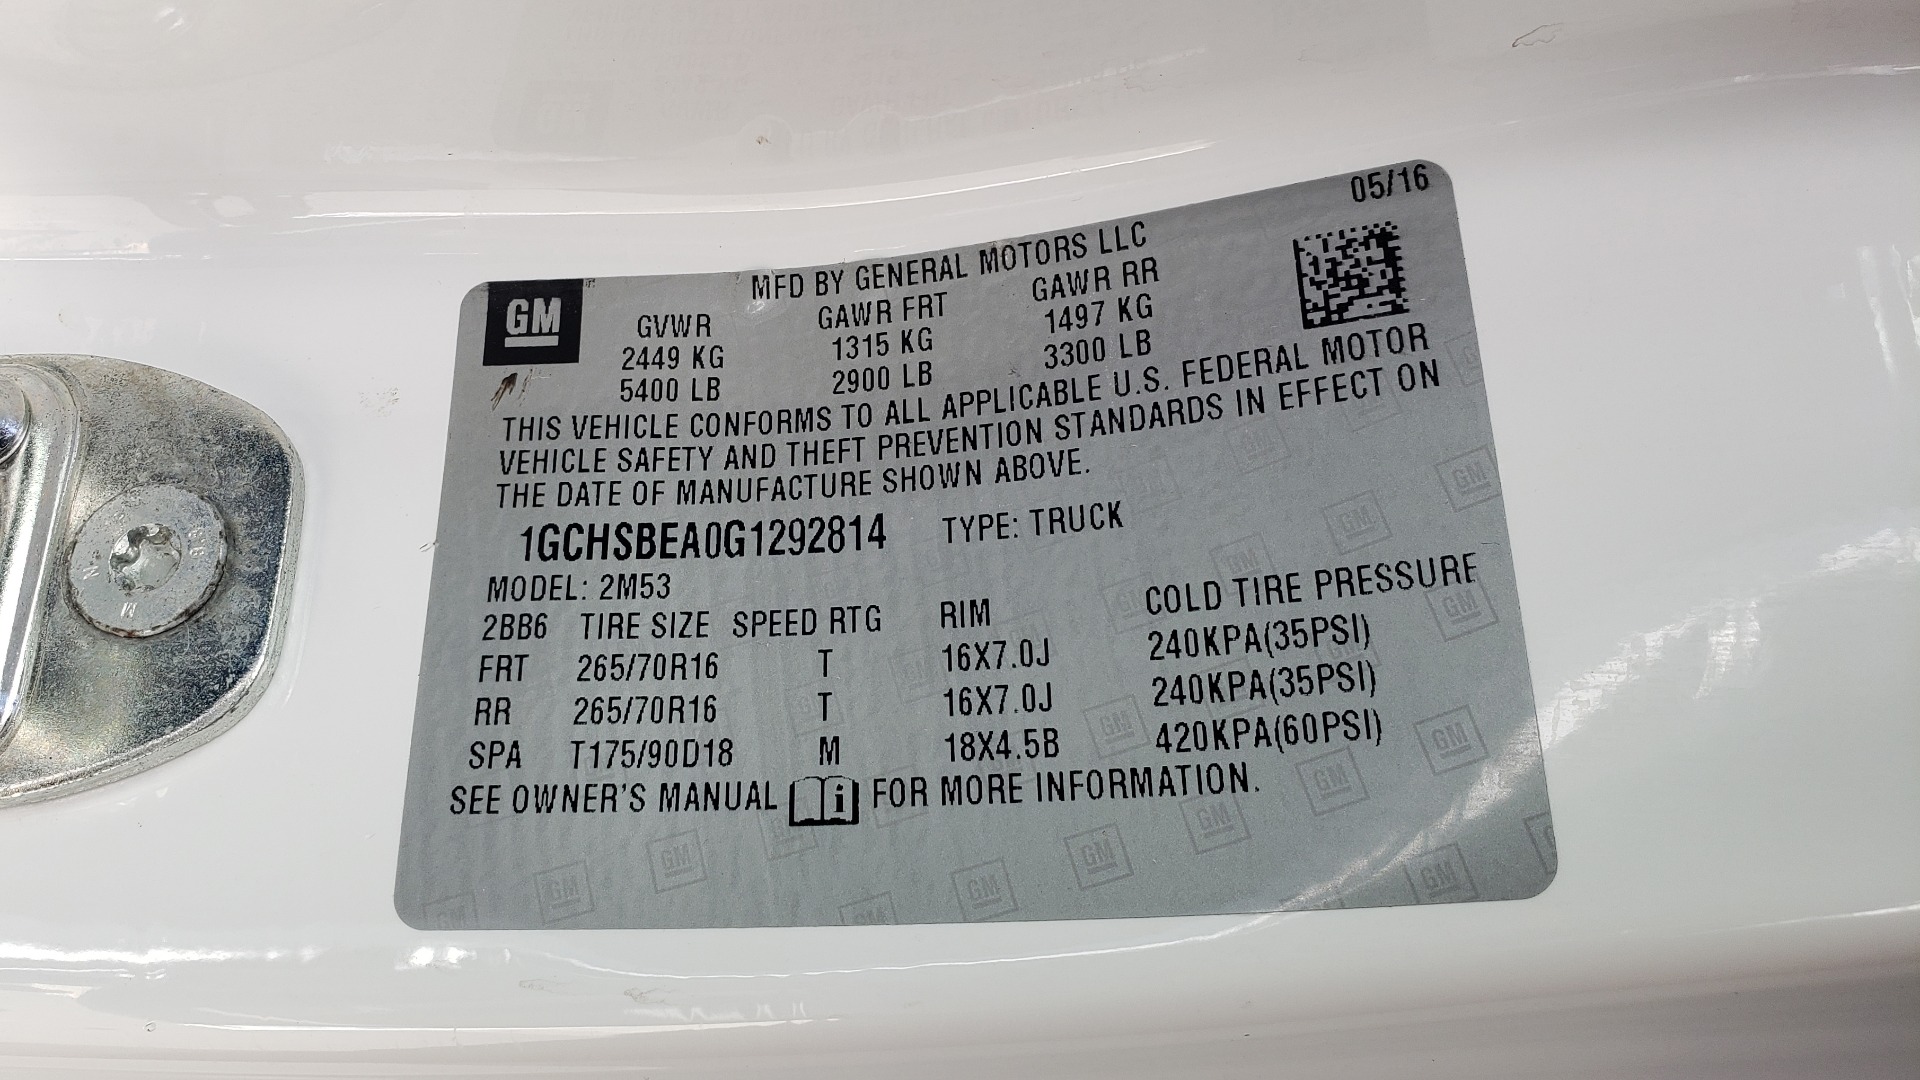 05/16
MFD BY GENERAL MOTORS LLC
GM
GVWR GAWR FRT GAWR RR
2449 KG 1315 KG 1497 KG
5400 LB 2900 LB 3300 LB
THIS VEHICLE CONFORMS TO ALL APPLICABLE U.S. FEDERAL MOTOR
VEHICLE SAFETY AND THEFT PREVENTION STANDARDS IN EFFECT ON
THE DATE OF MANUFACTURE SHOWN ABOVE.
1GCHSBEA0G1292814 TYPE: TRUCK
MODEL: 2M53
2BB6 TIRE SIZE SPEED RTG RIM COLD TIRE PRESSURE
FRT 265/70R16 T 16X7.0J 240KPA(35PSI)
RR 265/70R16 T 16X7.0J 240KPA(35PSI)
SPA T175/90D18 M 18X4.5B 420KPA(60PSI)
SEE OWNER'S MANUAL i FOR MORE INFORMATION.